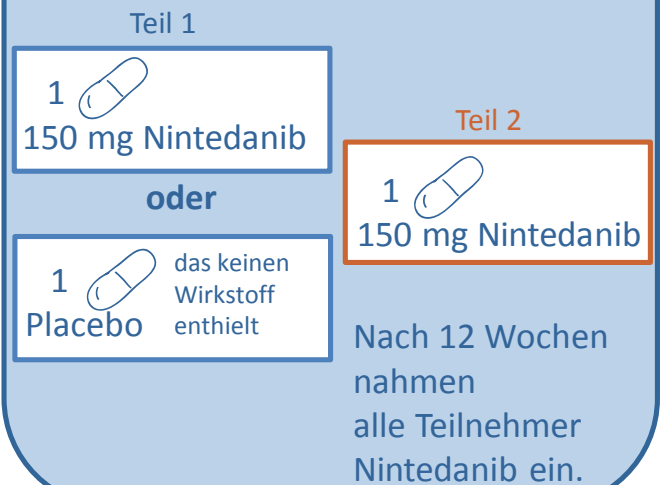 Teil 1
1
150 mg Nintedanib
oder
1
das keinen
Wirkstoff
enthielt
Placebo
Teil 2
1
150 mg Nintedanib
Nach 12 Wochen
nahmen
alle Teilnehmer
Nintedanib ein.